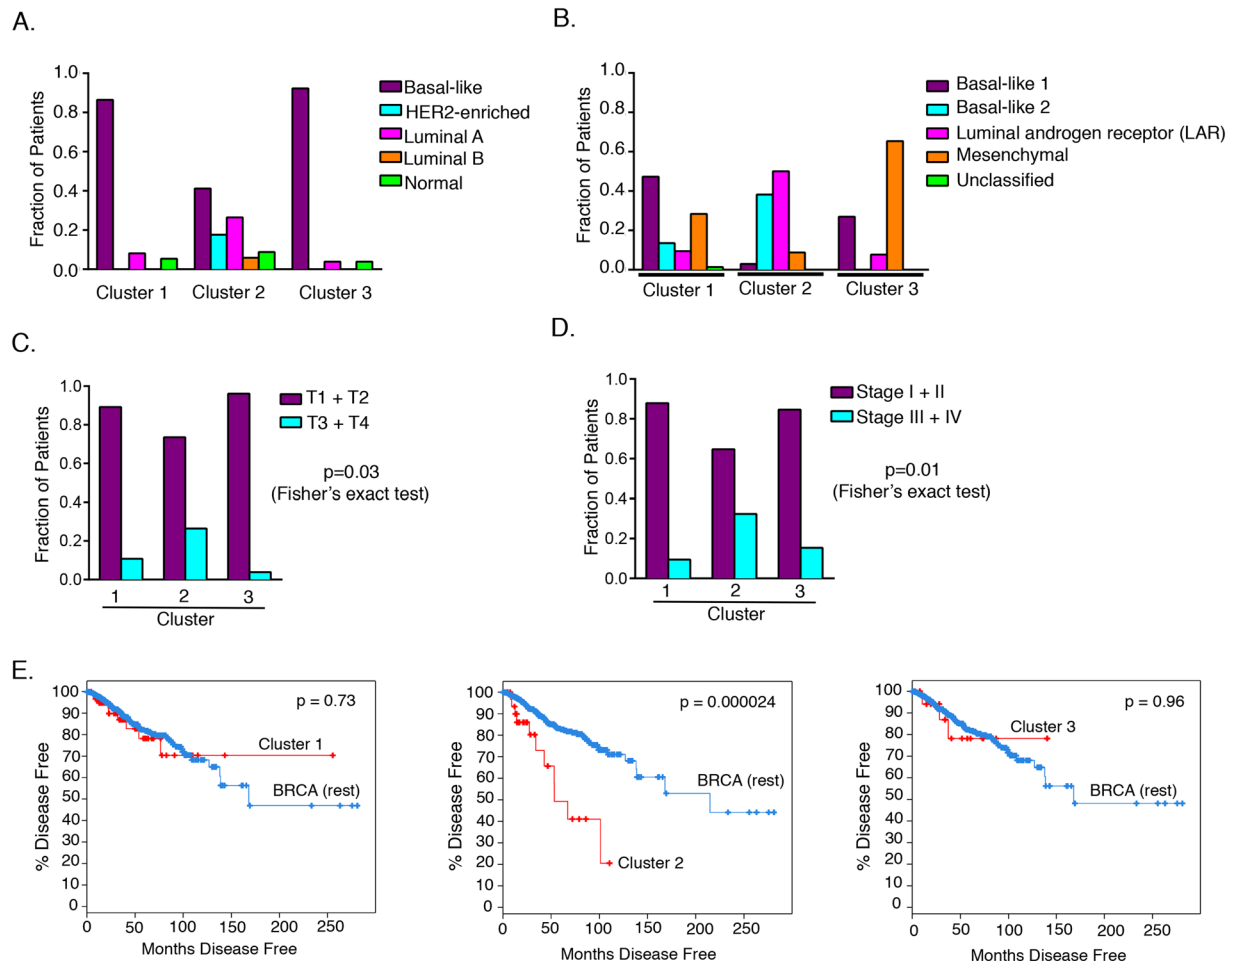 A.
Fraction of Patients
1.0
0.8
0.6
0.4
0.2
0.0
Cluster 1
Cluster 2
Cluster 3
Basal-like
HER2-enriched
Luminal A
Luminal B
Normal
B.
Fraction of Patients
1.0
0.8
0.6
0.4
0.2
0.0
Cluster 1
Cluster 2
Cluster 3
Basal-like 1
Basal-like 2
Luminal androgen receptor (LAR)
Mesenchymal
Unclassified
C.
Fraction of Patients
1.0
0.8
0.6
0.4
0.2
0.0
1 2 3
Cluster
T1 + T2
T3 + T4
p=0.03
(Fisher's exact test)
D.
Fraction of Patients
1.0
0.8
0.6
0.4
0.2
0.0
1 2 3
Cluster
Stage I + II
Stage III + IV
p=0.01
(Fisher's exact test)
E.
% Disease Free
100
90
80
70
60
50
40
30
20
10
0
p = 0.73
Cluster 1
BRCA (rest)
0 50 100 150 200 250
Months Disease Free
% Disease Free
100
90
80
70
60
50
40
30
20
10
0
p = 0.000024
BRCA (rest)
Cluster 2
0 50 100 150 200 250
Months Disease Free
% Disease Free
100
90
80
70
60
50
40
30
20
10
0
p = 0.96
Cluster 3
BRCA (rest)
0 50 100 150 200 250
Months Disease Free